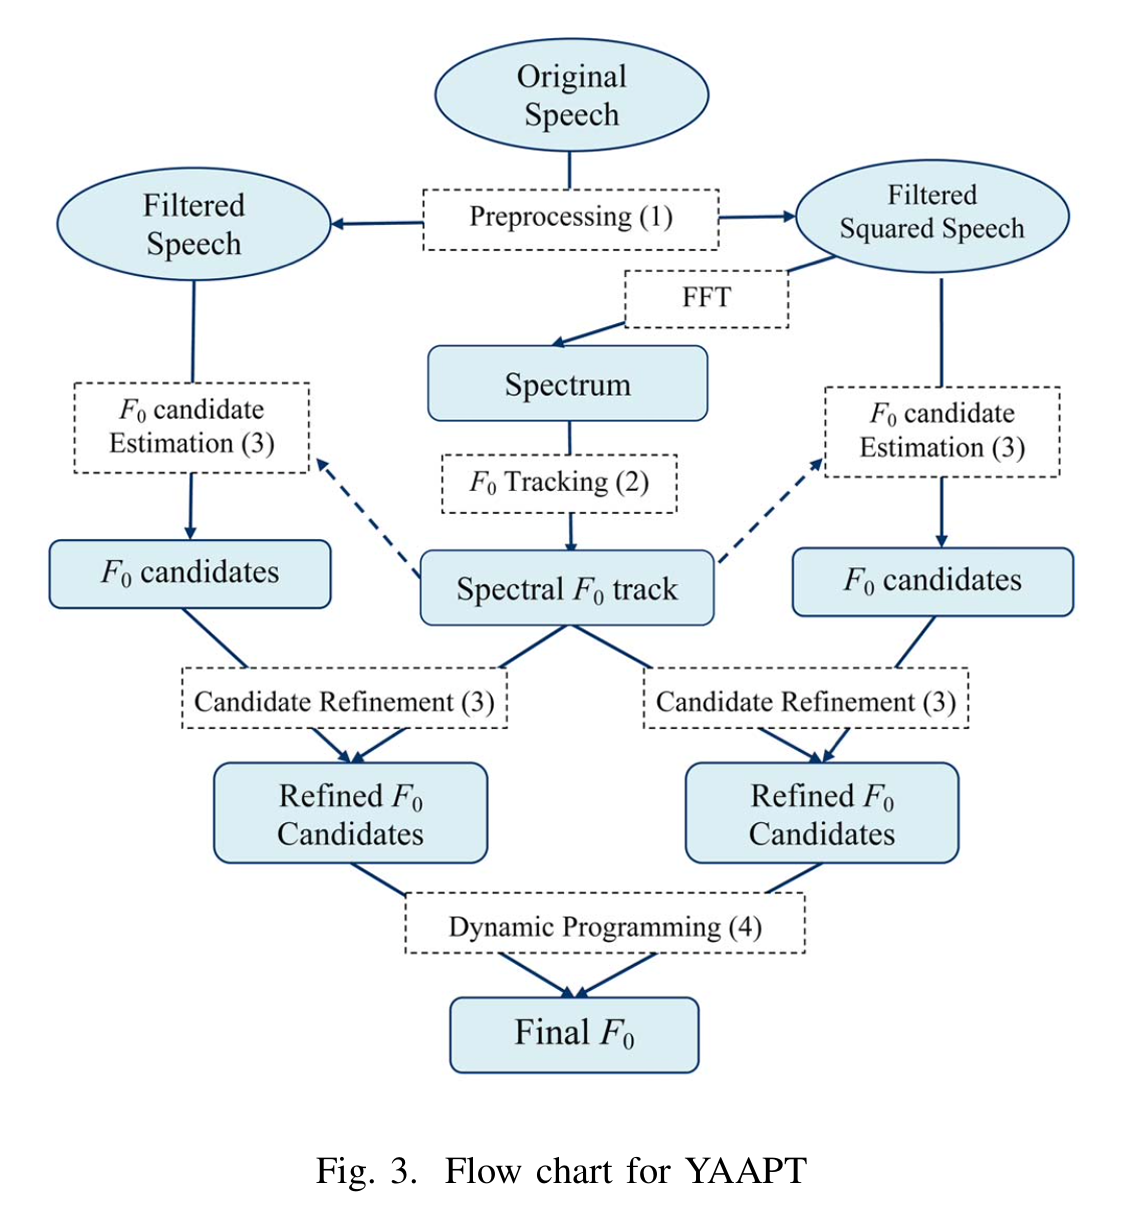 Original
Speech
Filtered
Speech
Preprocessing (1)
Filtered
Squared Speech
FFT
Spectrum
F₀ candidate
Estimation (3)
F₀ candidate
Estimation (3)
F₀ Tracking (2)
F₀ candidates
Spectral F₀ track
F₀ candidates
Candidate Refinement (3)
Candidate Refinement (3)
Refined F₀
Candidates
Refined F₀
Candidates
Dynamic Programming (4)
Final F₀
Fig. 3. Flow chart for YAAPT